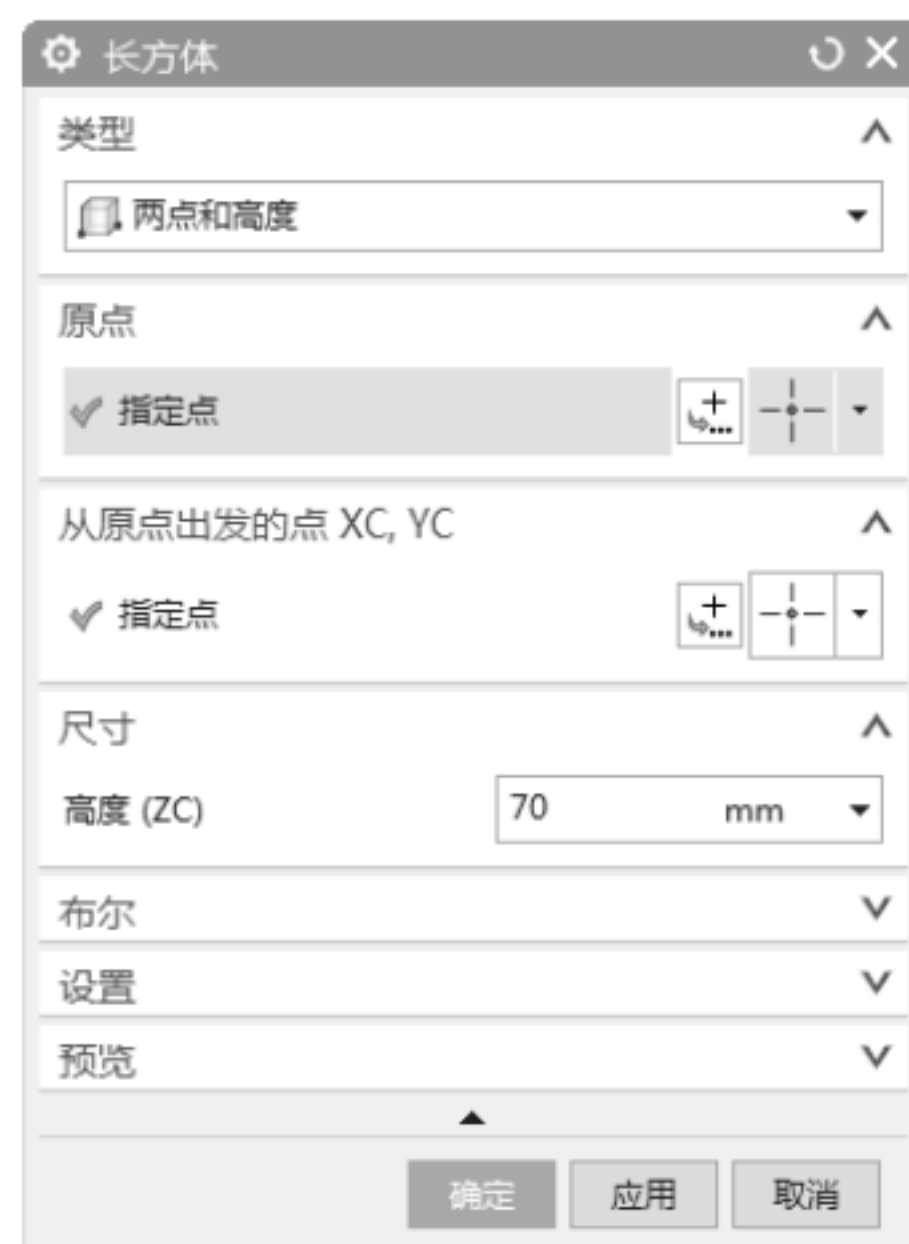 长方体
类型
两点和高度
原点
指定点
从原点出发的点 XC, YC
指定点
尺寸
高度 (ZC) 70 mm
布尔
设置
预览
确定 应用 取消